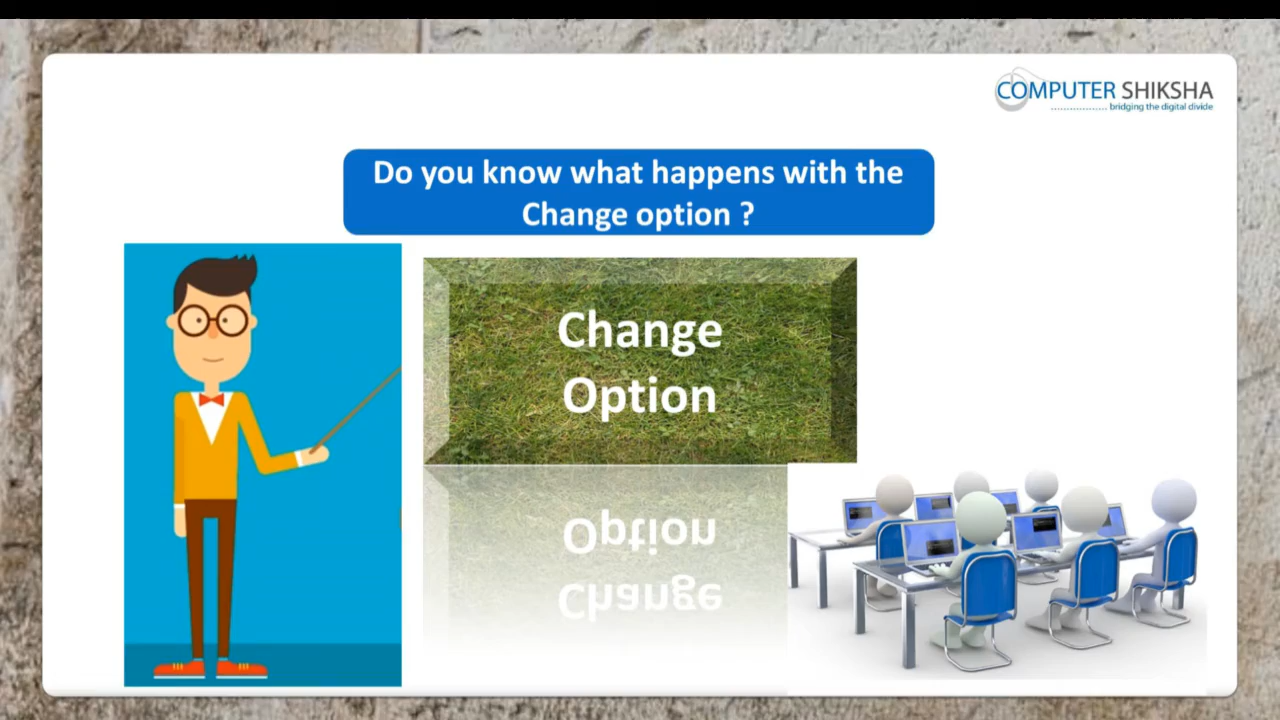 COMPUTER SHIKSHA
bridging the digital divide
Do you know what happens with the
Change option ?
Change
Option
Option
Change